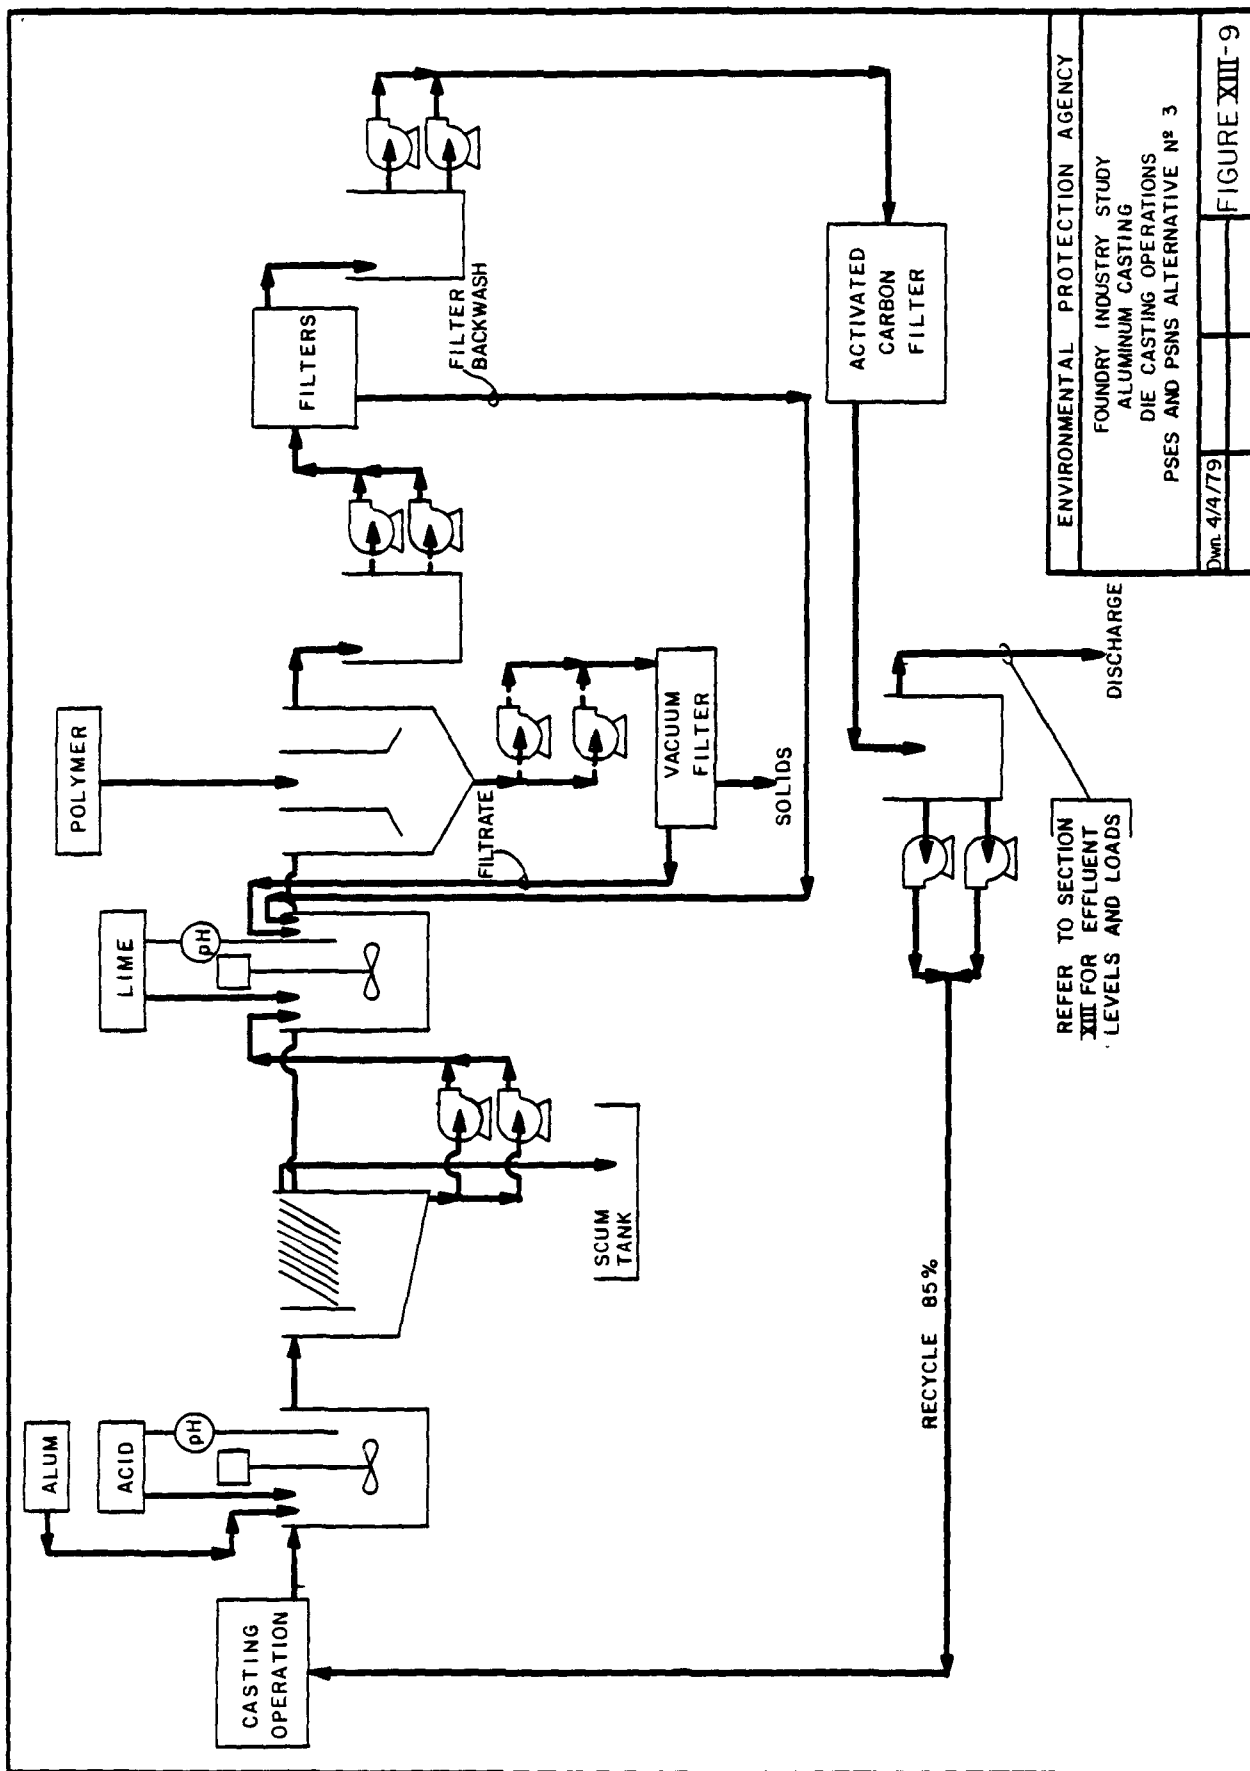 ALUM
ACID
pH
CASTING
OPERATION
SCUM
TANK
LIME
pH
POLYMER
FILTRATE
VACUUM
FILTER
SOLIDS
FILTERS
FILTER
BACKWASH
ACTIVATED
CARBON
FILTER
RECYCLE 85%
DISCHARGE
REFER TO SECTION
XIII FOR EFFLUENT
LEVELS AND LOADS
ENVIRONMENTAL PROTECTION AGENCY
FOUNDRY INDUSTRY STUDY
ALUMINUM CASTING
DIE CASTING OPERATIONS
PSES AND PSNS ALTERNATIVE Nº 3
Dwn. 4/4/79
FIGURE XIII-9